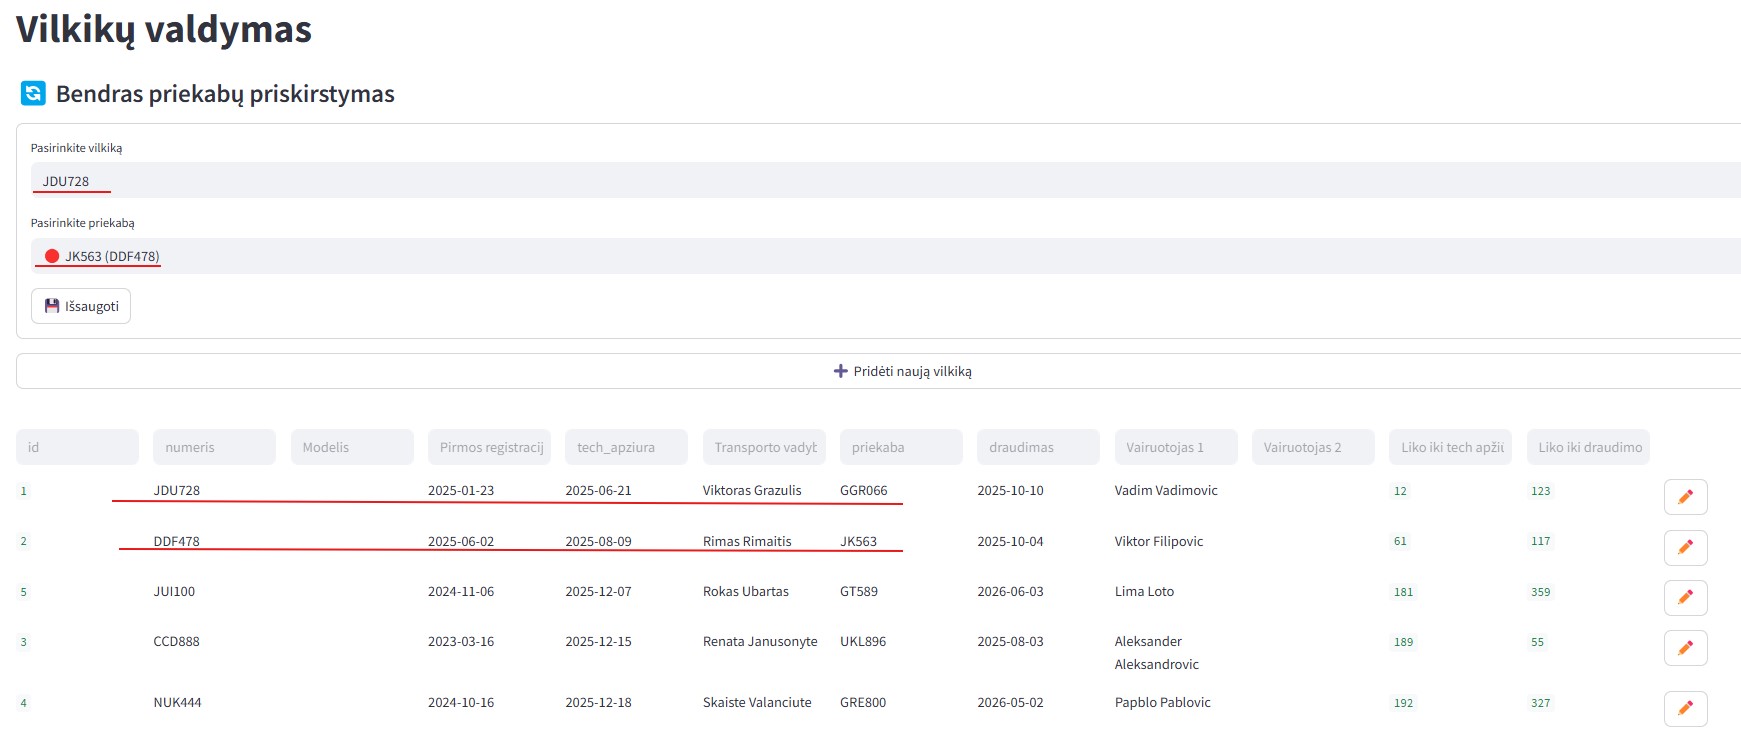 Vilkikų valdymas
Bendras priekabų priskirstymas
Pasirinkite vilkiką
JDU728
Pasirinkite priekabą
JK563 (DDF478)
Išsaugoti
Pridėti naują vilkiką
id numeris Modelis Pirmos registracij tech_apziura Transporto vadyt priekaba draudimas Vairuotojas 1 Vairuotojas 2 Liko iki tech apžiū Liko iki draudimo
1 JDU728 2025-01-23 2025-06-21 Viktoras Grazulis GGR066 2025-10-10 Vadim Vadimovic 12 123
2 DDF478 2025-06-02 2025-08-09 Rimas Rimaitis JK563 2025-10-04 Viktor Filipovic 61 117
5 JUI100 2024-11-06 2025-12-07 Rokas Ubartas GT589 2026-06-03 Lima Loto 181 359
3 CCD888 2023-03-16 2025-12-15 Renata Janusonyte UKL896 2025-08-03 Aleksander 189 55
Aleksandrovic
4 NUK444 2024-10-16 2025-12-18 Skaiste Valanciute GRE800 2026-05-02 Papblo Pablovic 192 327